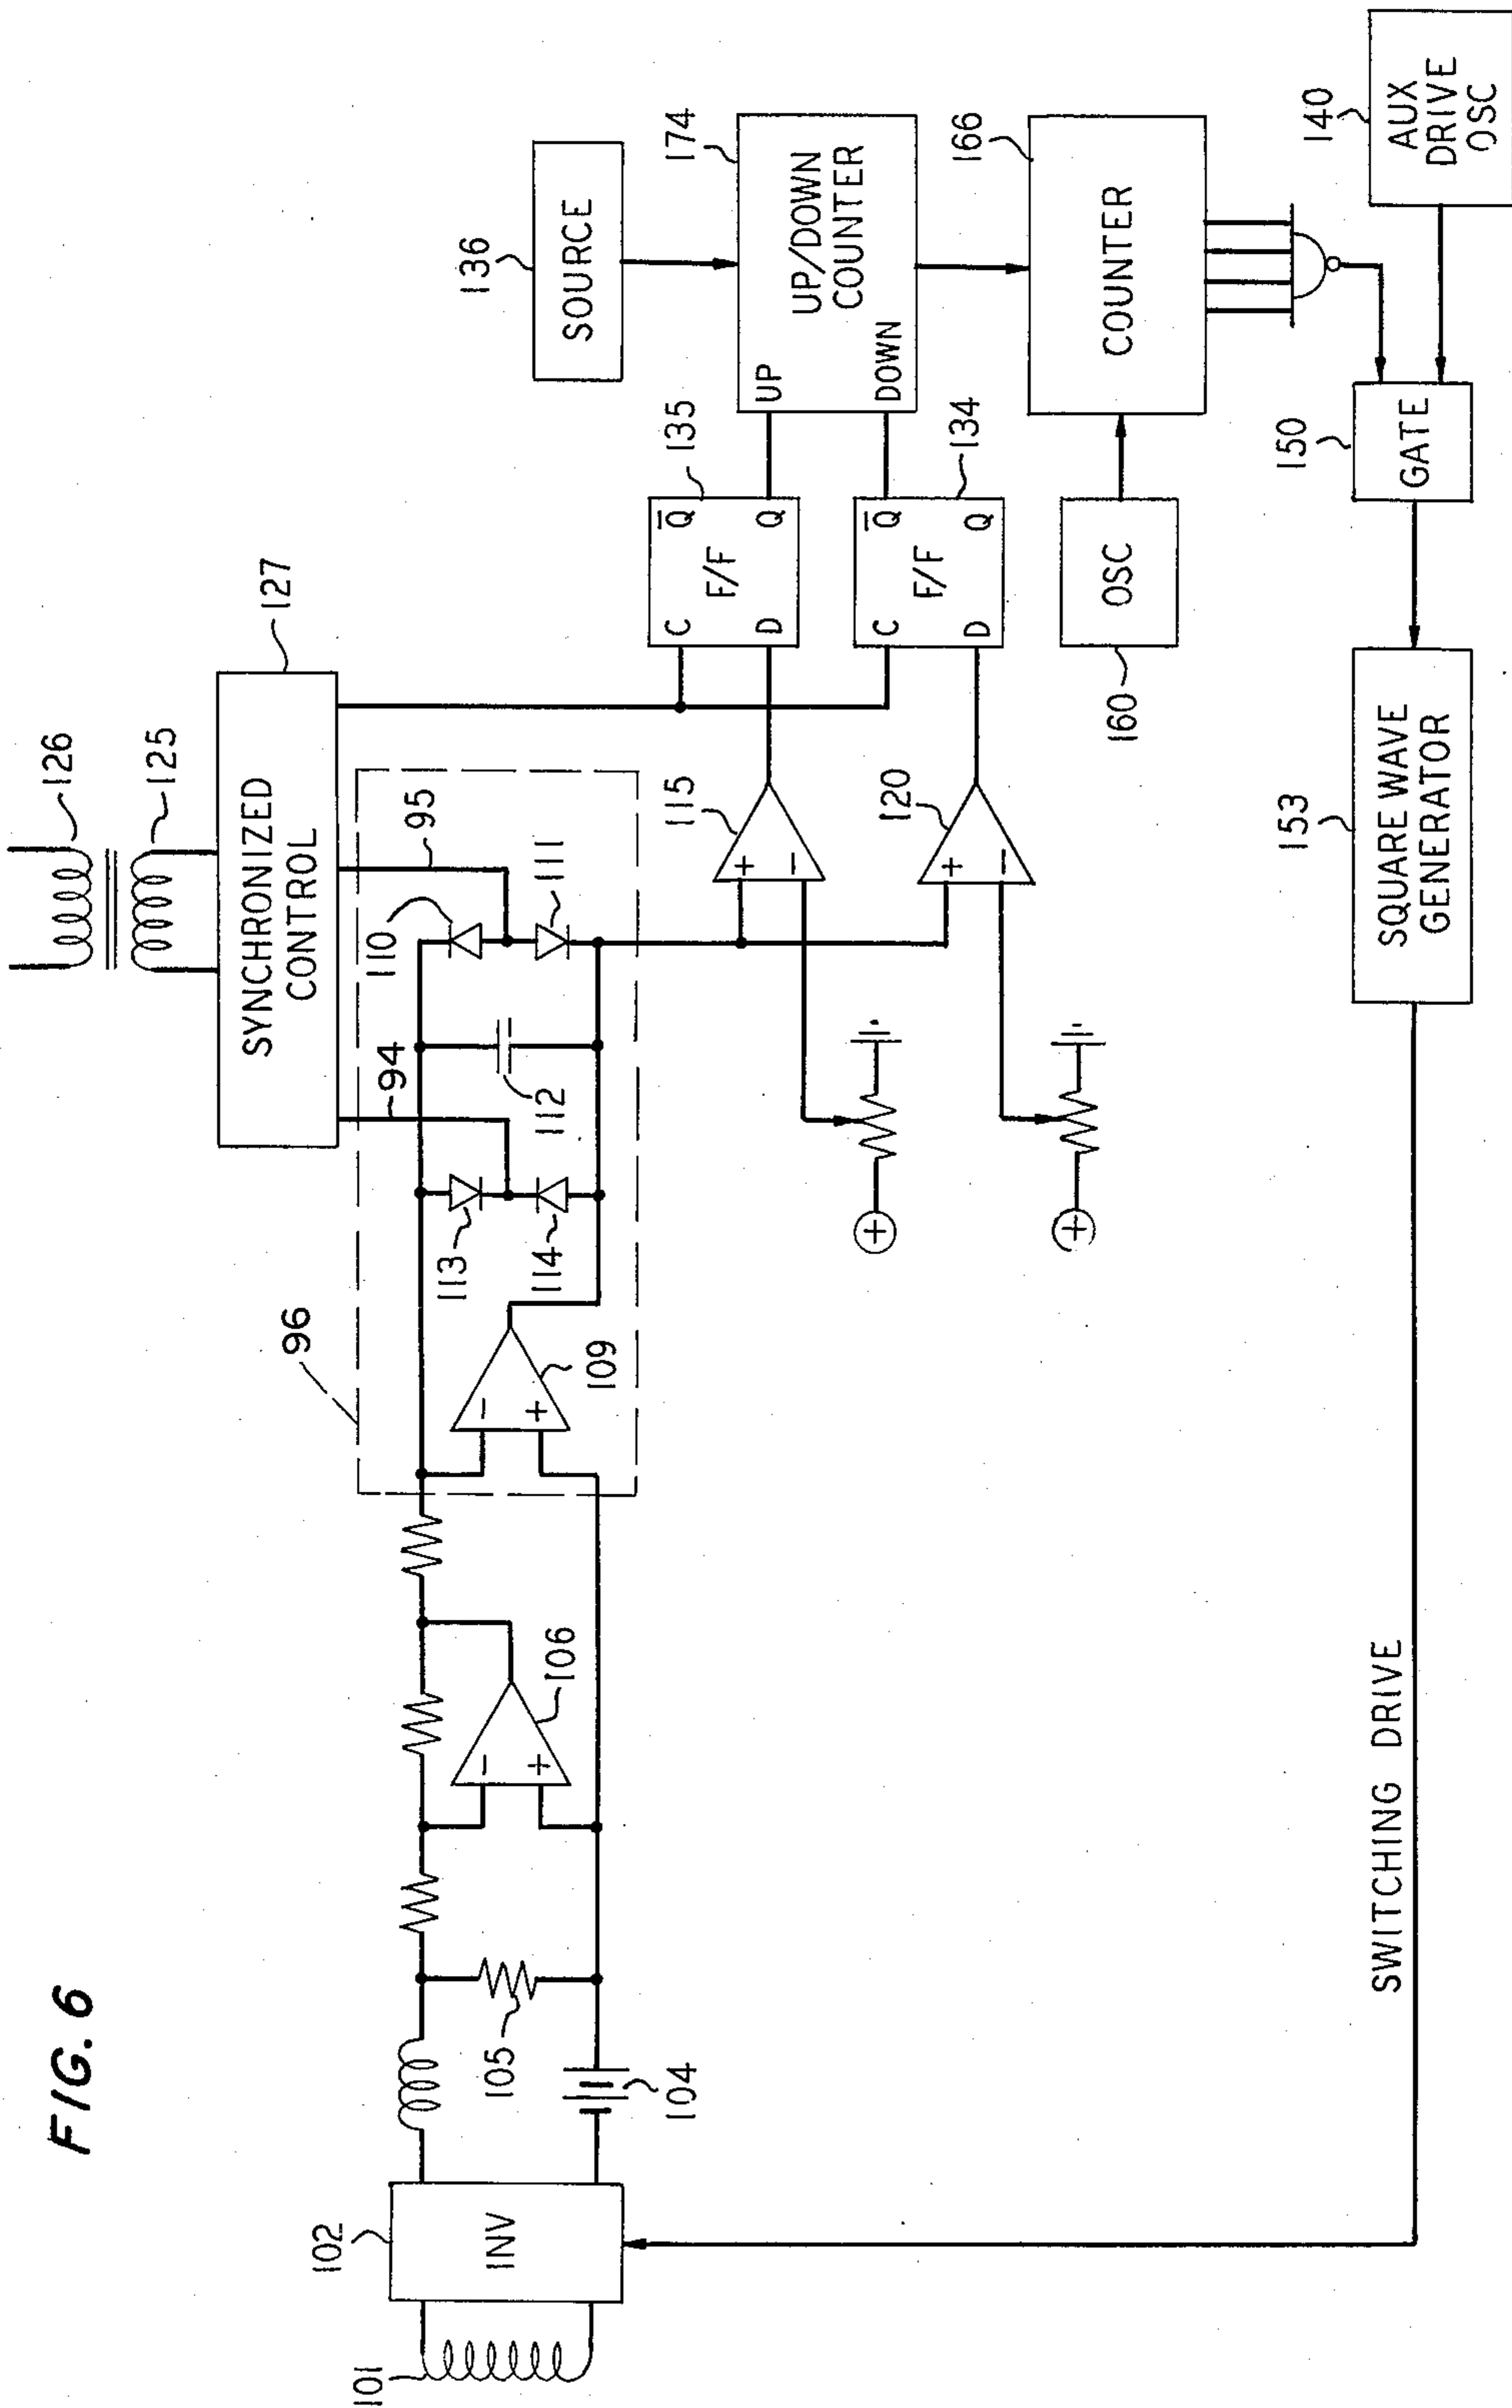 FIG. 6
126
125
127
SYNCHRONIZED
CONTROL
94
95
96
110
111
112
113
114
109
106
105
104
102
INV
101
115
+
−
120
+
−
−
+
−
+
+
+
135
F/F
C
Q̅
D
Q
134
F/F
C
Q̅
D
Q
136
SOURCE
174
UP/DOWN
COUNTER
UP
DOWN
166
COUNTER
OSC
160
140
AUX
DRIVE
OSC
150
GATE
153
SQUARE WAVE
GENERATOR
SWITCHING DRIVE